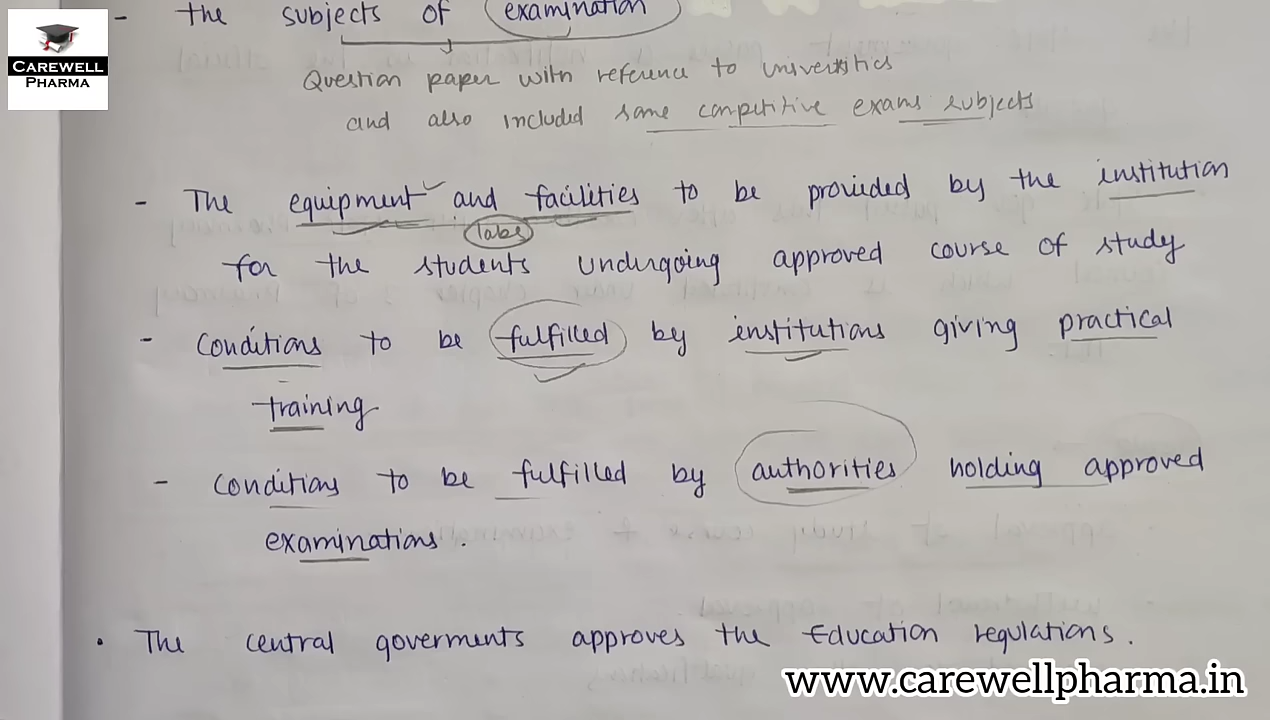 - The subjects of examination
CAREWELL
PHARMA
Question paper with reference to universitics
and also included some competitive exams subjects
- The equipment and facilities to be provided by the institution
labs
for the students undergoing approved course of study
- Conditions to be fulfilled by institutions giving practical
training
- Conditions to be fulfilled by authorities holding approved
examinations.
• The central goverments approves the Education regulations.
www.carewellpharma.in